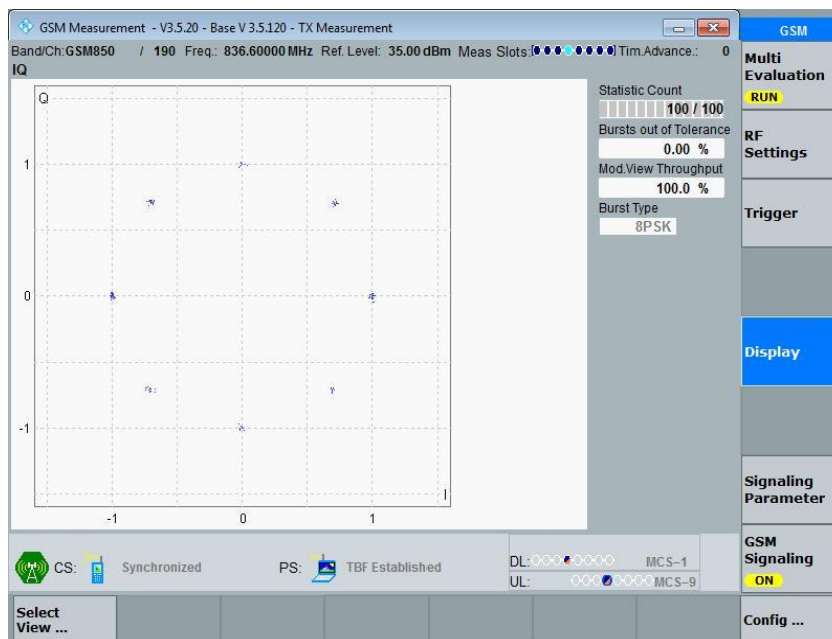 GSM Measurement - V3.5.20 - Base V 3.5.120 - TX Measurement
Band/Ch: GSM850 / 190 Freq.: 836.60000 MHz Ref. Level: 35.00 dBm Meas Slots: Tim.Advance.: 0
IQ
Q
1
0
-1
I
-1 0 1
Statistic Count
100 / 100
Bursts out of Tolerance
0.00 %
Mod.View Throughput
100.0 %
Burst Type
8PSK
CS: Synchronized PS: TBF Established
DL: MCS-1
UL: MCS-9
GSM
Multi
Evaluation
RUN
RF
Settings
Trigger
Display
Signaling
Parameter
GSM
Signaling
ON
Select
View ...
Config ...